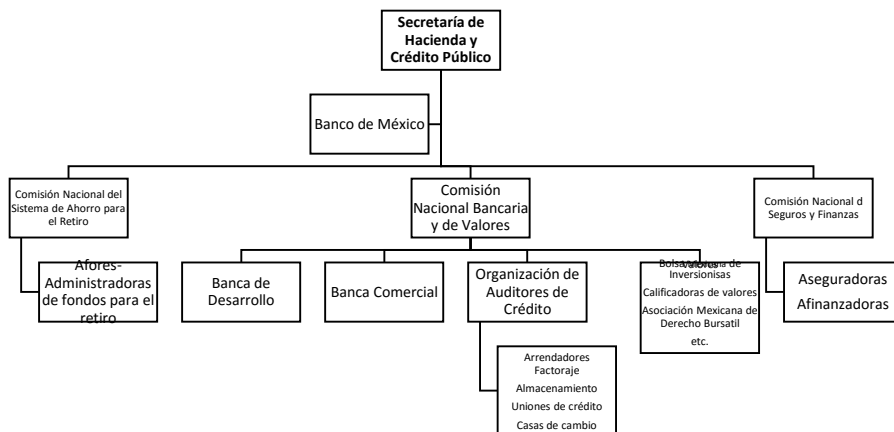 Secretaría de
Hacienda y
Crédito Público
Banco de México
Comisión Nacional del
Sistema de Ahorro para
el Retiro
Comisión
Nacional Bancaria
y de Valores
Comisión Nacional d
Seguros y Finanzas
Afores-
Administradoras
de fondos para el
retiro
Banca de
Desarrollo
Banca Comercial
Organización de
Auditores de
Crédito
Valores
Inversionisas
Calificadoras de valores
Asociación Mexicana de
Derecho Bursatil
etc.
Aseguradoras
Afinanzadoras
Arrendadores
Factoraje
Almacenamiento
Uniones de crédito
Casas de cambio